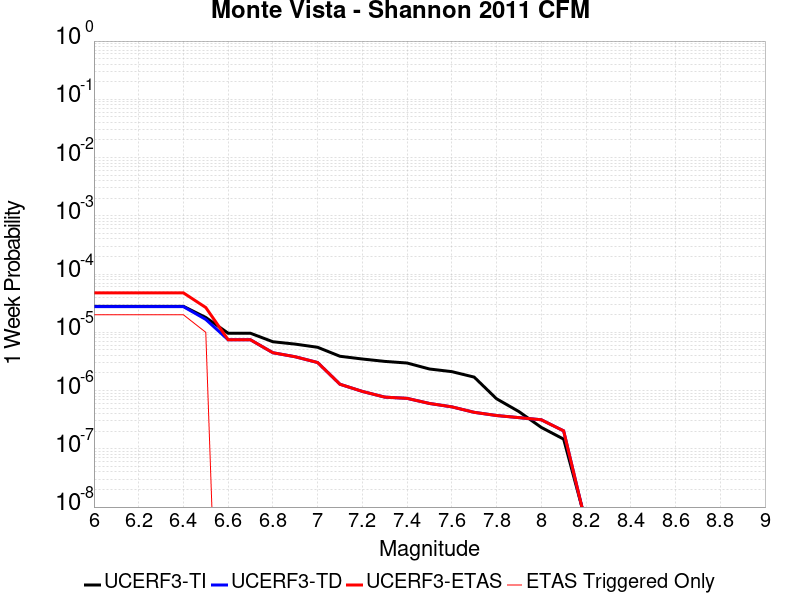 Monte Vista - Shannon 2011 CFM
10^0
10^-1
10^-2
10^-3
10^-4
10^-5
10^-6
10^-7
10^-8
1 Week Probability
6 6.2 6.4 6.6 6.8 7 7.2 7.4 7.6 7.8 8 8.2 8.4 8.6 8.8 9
Magnitude
UCERF3-TI UCERF3-TD UCERF3-ETAS ETAS Triggered Only